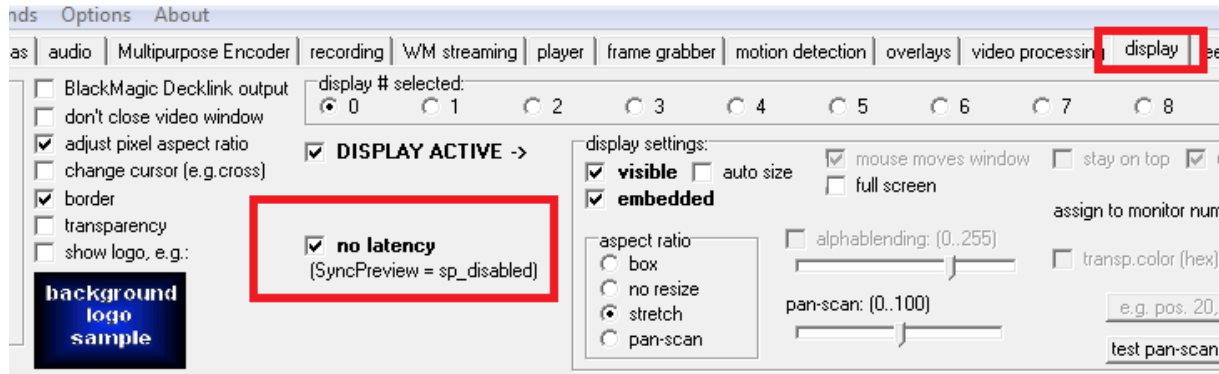 nds Options About
as audio Multipurpose Encoder recording WM streaming player frame grabber motion detection overlays video processing display
BlackMagic Decklink output
don't close video window
adjust pixel aspect ratio
change cursor (e.g.cross)
border
transparency
show logo, e.g.:
background
logo
sample
display # selected:
0 1 2 3 4 5 6 7 8
DISPLAY ACTIVE ->
no latency
(SyncPreview = sp_disabled)
display settings:
visible auto size
embedded
mouse moves window stay on top
full screen
assign to monitor num
aspect ratio
box
no resize
stretch
pan-scan
alphablending: (0..255)
transp.color (hex)
pan-scan: (0..100)
e.g. pos. 20,
test pan-scan